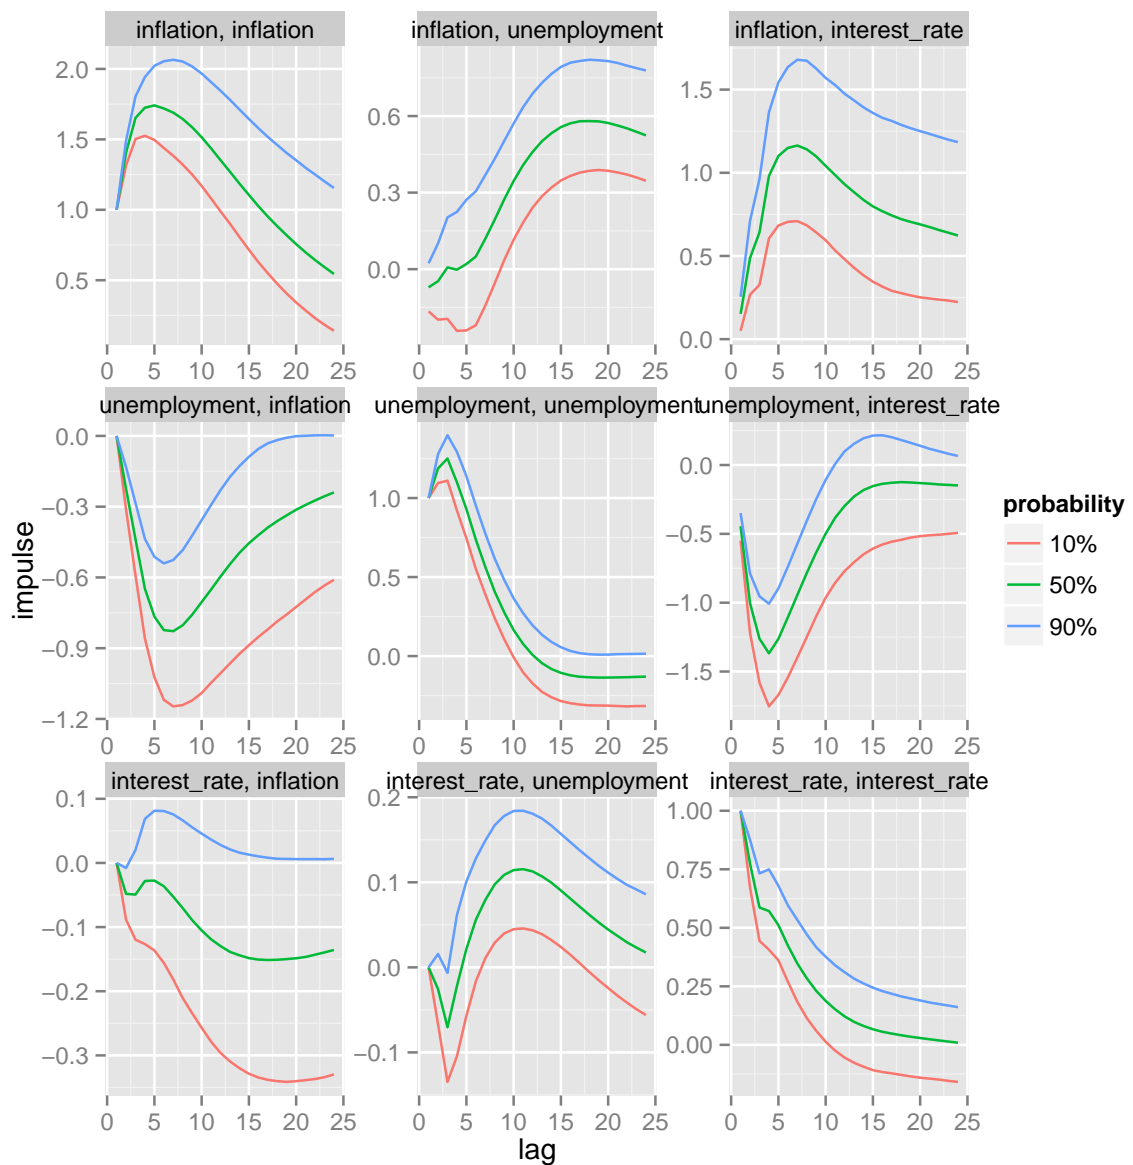 inflation, inflation
inflation, unemployment
inflation, interest_rate
2.0
1.5
1.0
0.5
0.6
0.3
0.0
1.5
1.0
0.5
0.0
0 5 10 15 20 25
0 5 10 15 20 25
0 5 10 15 20 25
unemployment, inflation
unemployment, unemployment
unemployment, interest_rate
0.0
−0.3
−0.6
−0.9
−1.2
1.0
0.5
0.0
0.0
−0.5
−1.0
−1.5
0 5 10 15 20 25
0 5 10 15 20 25
0 5 10 15 20 25
interest_rate, inflation
interest_rate, unemployment
interest_rate, interest_rate
0.1
0.0
−0.1
−0.2
−0.3
0.2
0.1
0.0
−0.1
1.00
0.75
0.50
0.25
0.00
0 5 10 15 20 25
0 5 10 15 20 25
0 5 10 15 20 25
lag
impulse
probability
10%
50%
90%